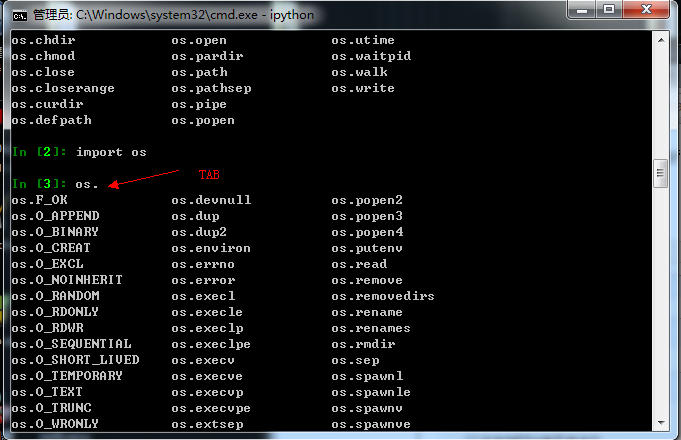 管理员: C:\Windows\system32\cmd.exe - ipython
os.chdir os.open os.utime
os.chmod os.pardir os.waitpid
os.close os.path os.walk
os.closerange os.pathsep os.write
os.curdir os.pipe
os.defpath os.popen
In [2]: import os
In [3]: os.
TAB
os.F_OK os.devnull os.popen2
os.O_APPEND os.dup os.popen3
os.O_BINARY os.dup2 os.popen4
os.O_CREAT os.environ os.putenv
os.O_EXCL os.errno os.read
os.O_NOINHERIT os.error os.remove
os.O_RANDOM os.execl os.removedirs
os.O_RDONLY os.execle os.rename
os.O_RDWR os.execlp os.renames
os.O_SEQUENTIAL os.execlpe os.rmdir
os.O_SHORT_LIVED os.execv os.sep
os.O_TEMPORARY os.execve os.spawnl
os.O_TEXT os.execvp os.spawnle
os.O_TRUNC os.execvpe os.spawnv
os.O_WRONLY os.extsep os.spawnve